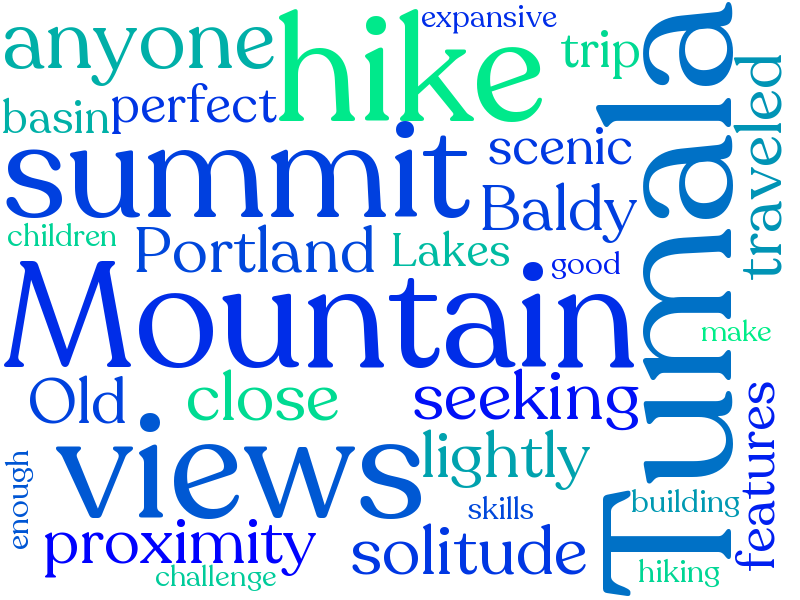 expansive
anyone
hike
trip
Tumala
traveled
basin
perfect
summit
scenic
Baldy
children
Portland
Lakes
good
Mountain
make
Old
close
seeking
features
views
lightly
enough
skills
building
proximity
solitude
challenge
hiking